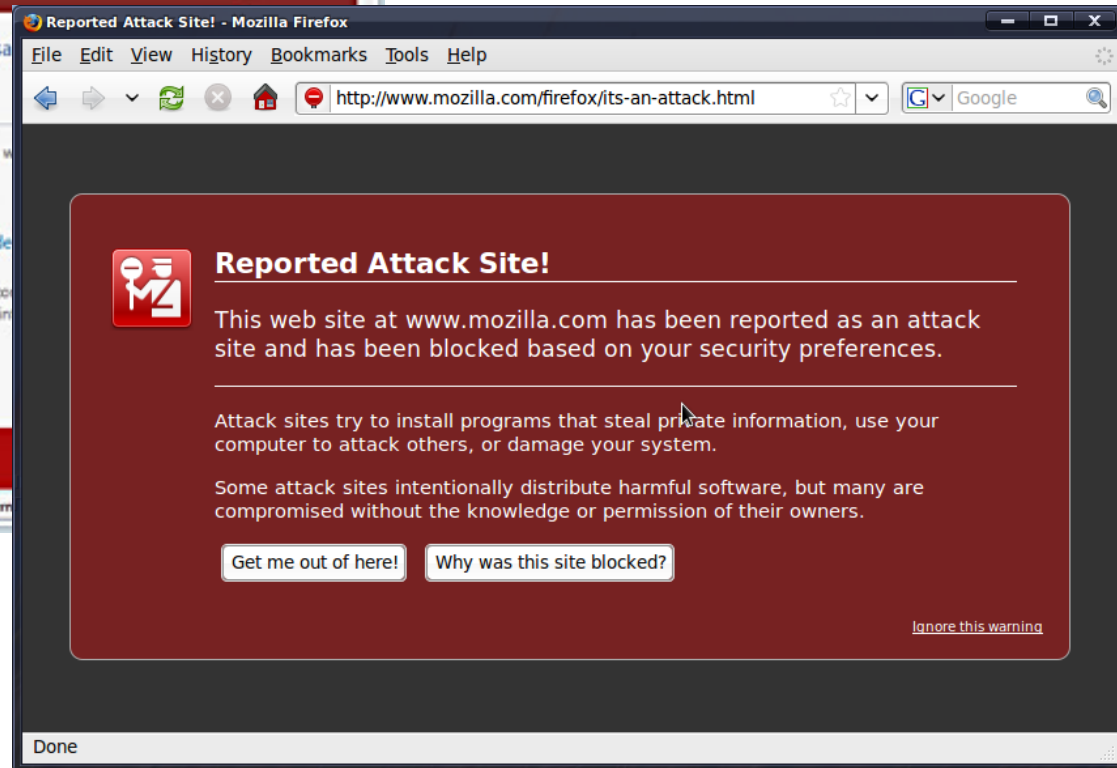 Reported Attack Site! - Mozilla Firefox
File Edit View History Bookmarks Tools Help
http://www.mozilla.com/firefox/its-an-attack.html G Google
Reported Attack Site!
This web site at www.mozilla.com has been reported as an attack
site and has been blocked based on your security preferences.
Attack sites try to install programs that steal private information, use your
computer to attack others, or damage your system.
Some attack sites intentionally distribute harmful software, but many are
compromised without the knowledge or permission of their owners.
Get me out of here! Why was this site blocked?
Ignore this warning
Done